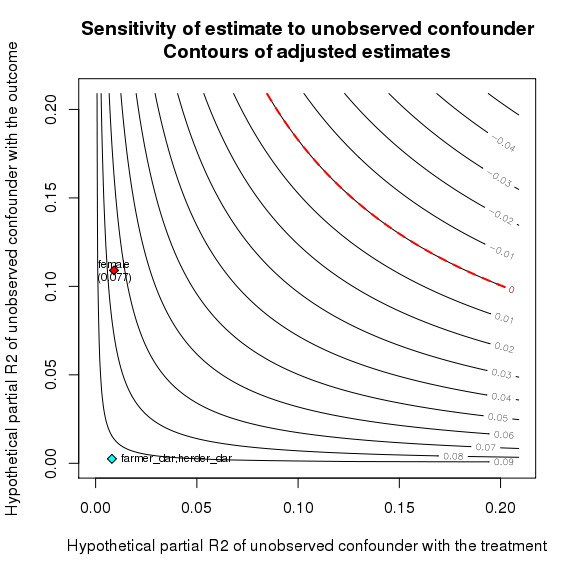 Sensitivity of estimate to unobserved confounder
Contours of adjusted estimates
Hypothetical partial R2 of unobserved confounder with the outcome
0.20
0.15
0.10
0.05
0.00
−0.04
−0.03
−0.02
−0.01
0
0.01
0.02
0.03
0.04
0.05
0.06
0.07
0.08
0.09
female
(0.077)
farmer_dar,herder_dar
0.00 0.05 0.10 0.15 0.20
Hypothetical partial R2 of unobserved confounder with the treatment